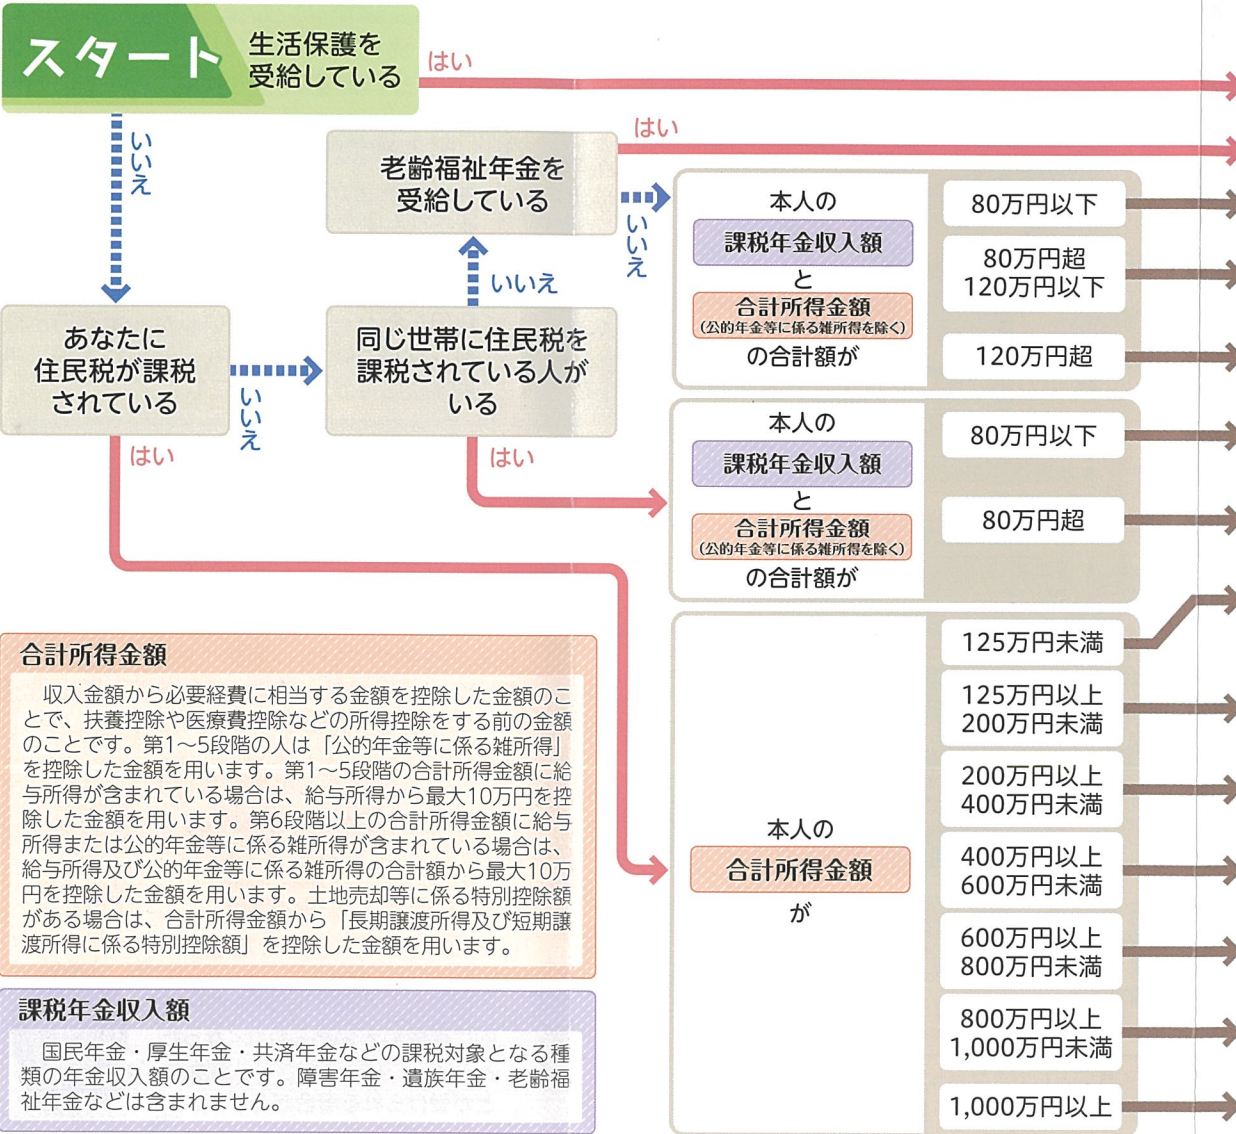 スタート
生活保護を
受給している
はい
いいえ
老齢福祉年金を
受給している
はい
いいえ
あなたに
住民税が課税
されている
いいえ
はい
同じ世帯に住民税を
課税されている人が
いる
いいえ
はい
本人の
課税年金収入額
と
合計所得金額
(公的年金等に係る雑所得を除く)
の合計額が
80万円以下
80万円超
120万円以下
120万円超
本人の
課税年金収入額
と
合計所得金額
(公的年金等に係る雑所得を除く)
の合計額が
80万円以下
80万円超
本人の
合計所得金額
が
125万円未満
125万円以上
200万円未満
200万円以上
400万円未満
400万円以上
600万円未満
600万円以上
800万円未満
800万円以上
1,000万円未満
1,000万円以上
合計所得金額
収入金額から必要経費に相当する金額を控除した金額のこ
とで、扶養控除や医療費控除などの所得控除をする前の金額
のことです。第1～5段階の人は「公的年金等に係る雑所得」
を控除した金額を用います。第1～5段階の合計所得金額に給
与所得が含まれている場合は、給与所得から最大10万円を控
除した金額を用います。第6段階以上の合計所得金額に給与
所得または公的年金等に係る雑所得が含まれている場合は、
給与所得及び公的年金等に係る雑所得の合計額から最大10万
円を控除した金額を用います。土地売却等に係る特別控除額
がある場合は、合計所得金額から「長期譲渡所得及び短期譲
渡所得に係る特別控除額」を控除した金額を用います。
課税年金収入額
国民年金・厚生年金・共済年金などの課税対象となる種
類の年金収入額のことです。障害年金・遺族年金・老齢福
祉年金などは含まれません。